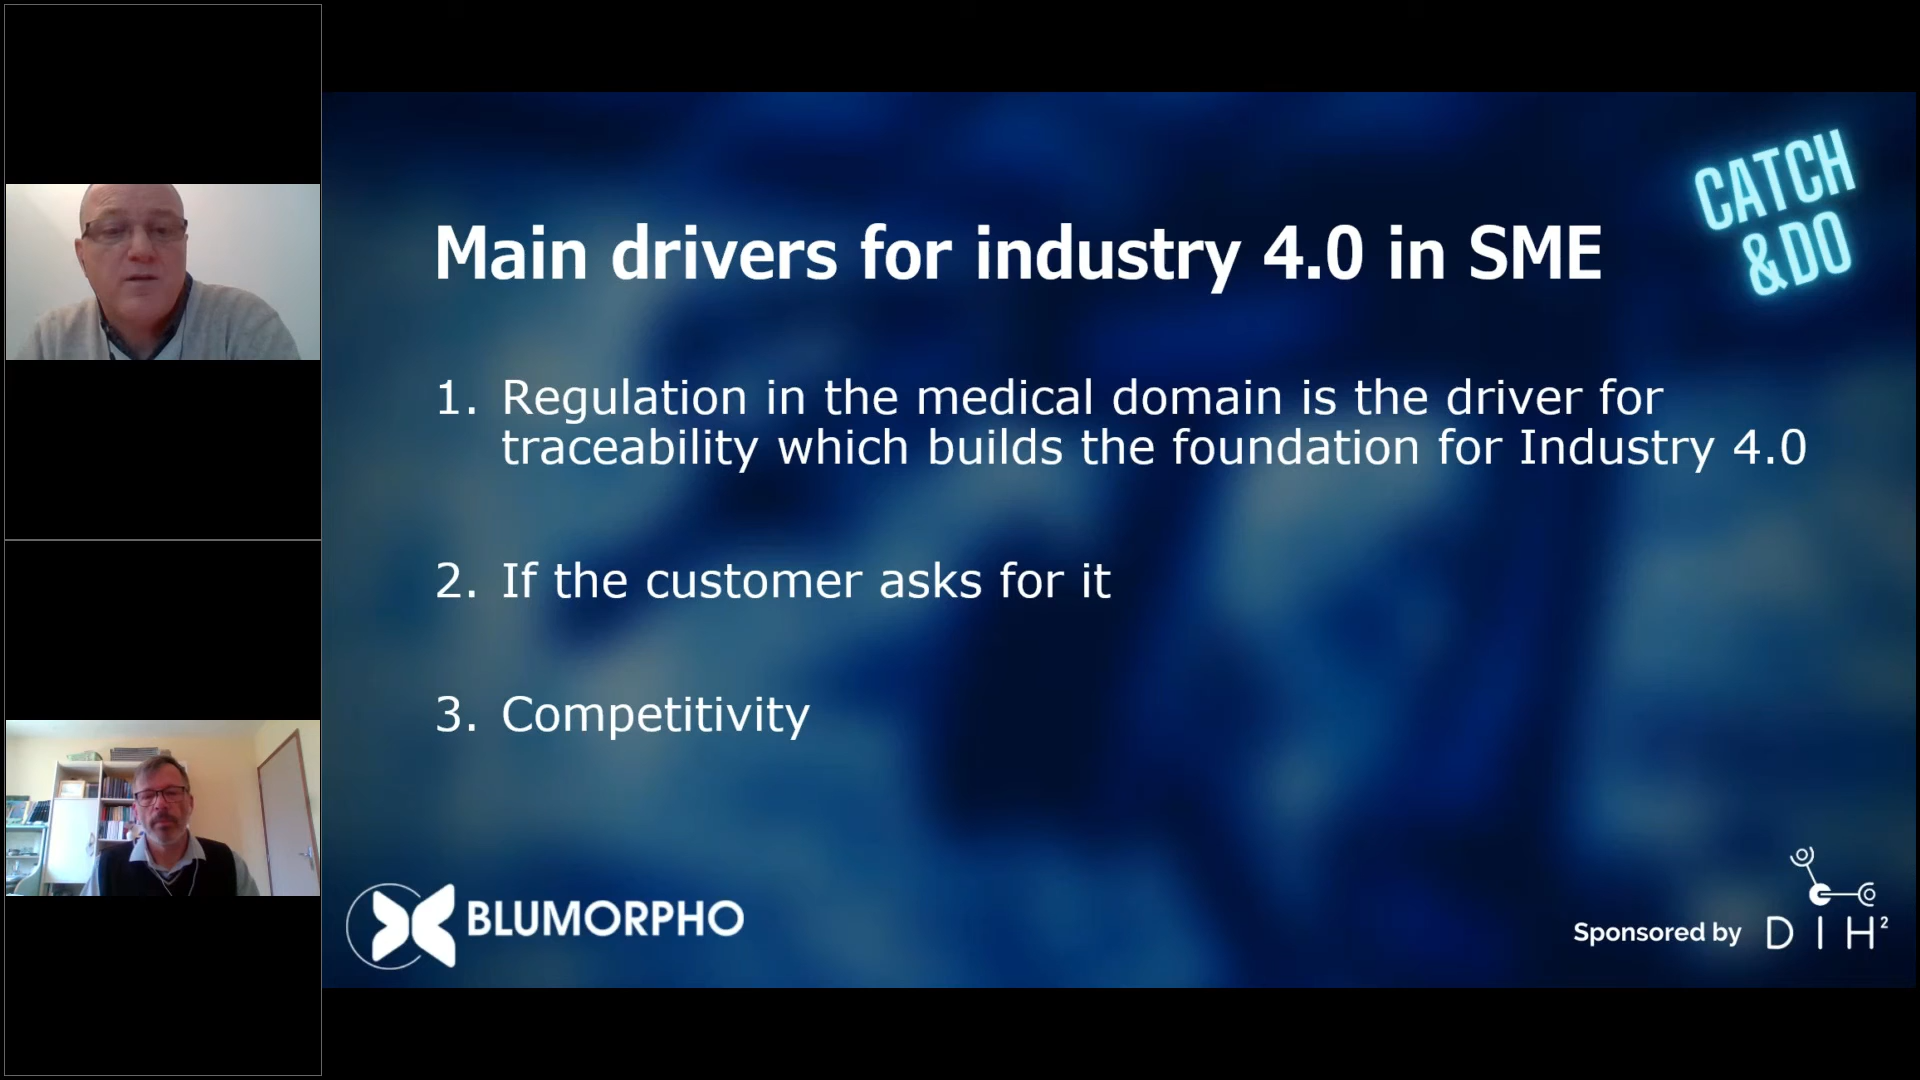 CATCH
&DO
Main drivers for industry 4.0 in SME
1. Regulation in the medical domain is the driver for
traceability which builds the foundation for Industry 4.0
2. If the customer asks for it
3. Competitivity
BLUMORPHO
Sponsored by DIH²